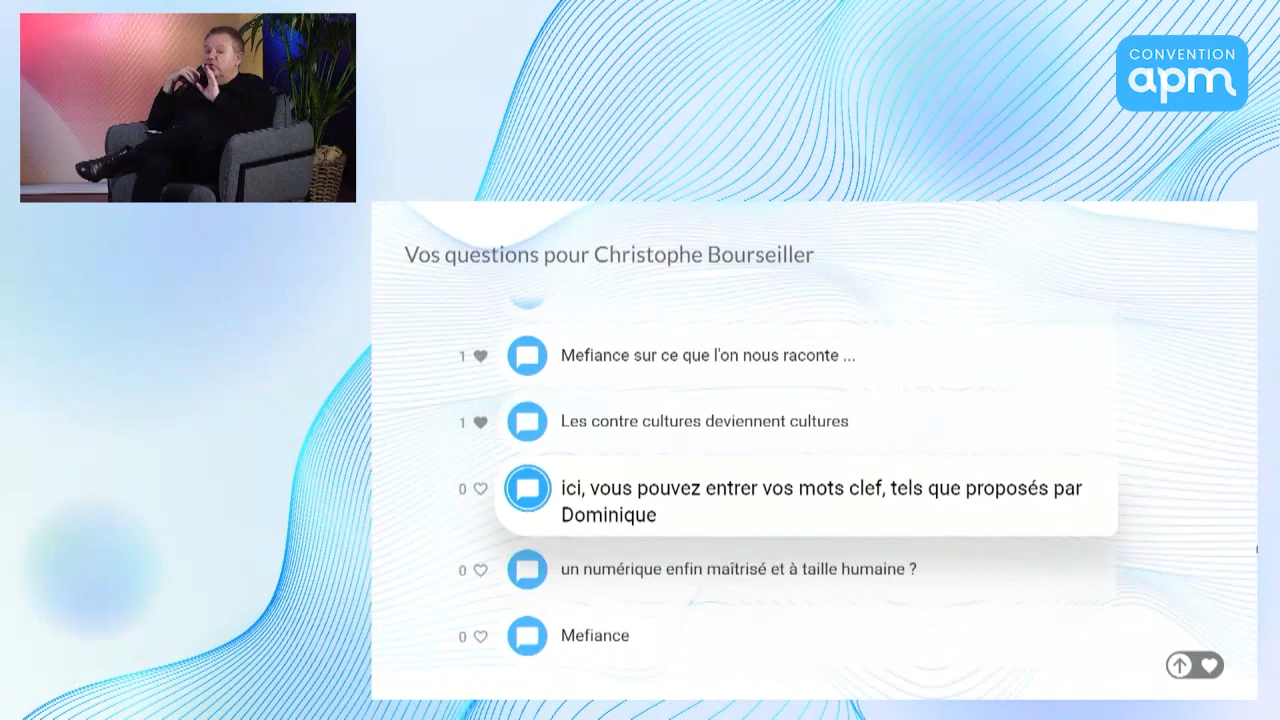 CONVENTION
apm
Vos questions pour Christophe Bourseiller
1
Mefiance sur ce que l'on nous raconte ...
1
Les contre cultures deviennent cultures
0
ici, vous pouvez entrer vos mots clef, tels que proposés par
Dominique
0
un numérique enfin maîtrisé et à taille humaine ?
0
Mefiance